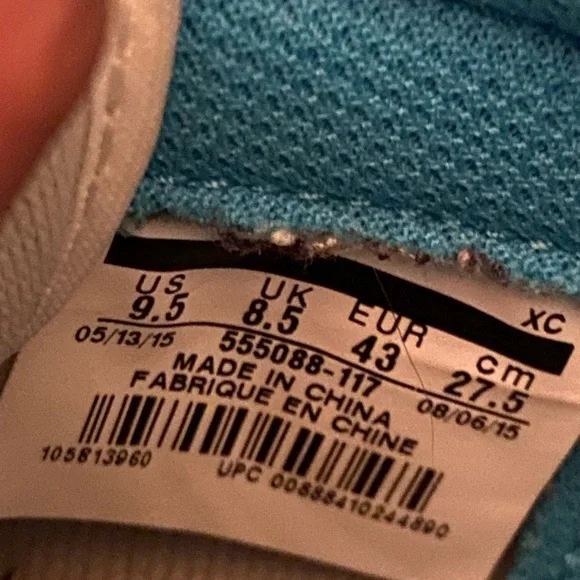 XC
US UK EUR cm
9.5 8.5 43 27.5
05/13/15 555088-117 08/06/15
MADE IN CHINA
FABRIQUE EN CHINE
105813960
UPC 00888410244890